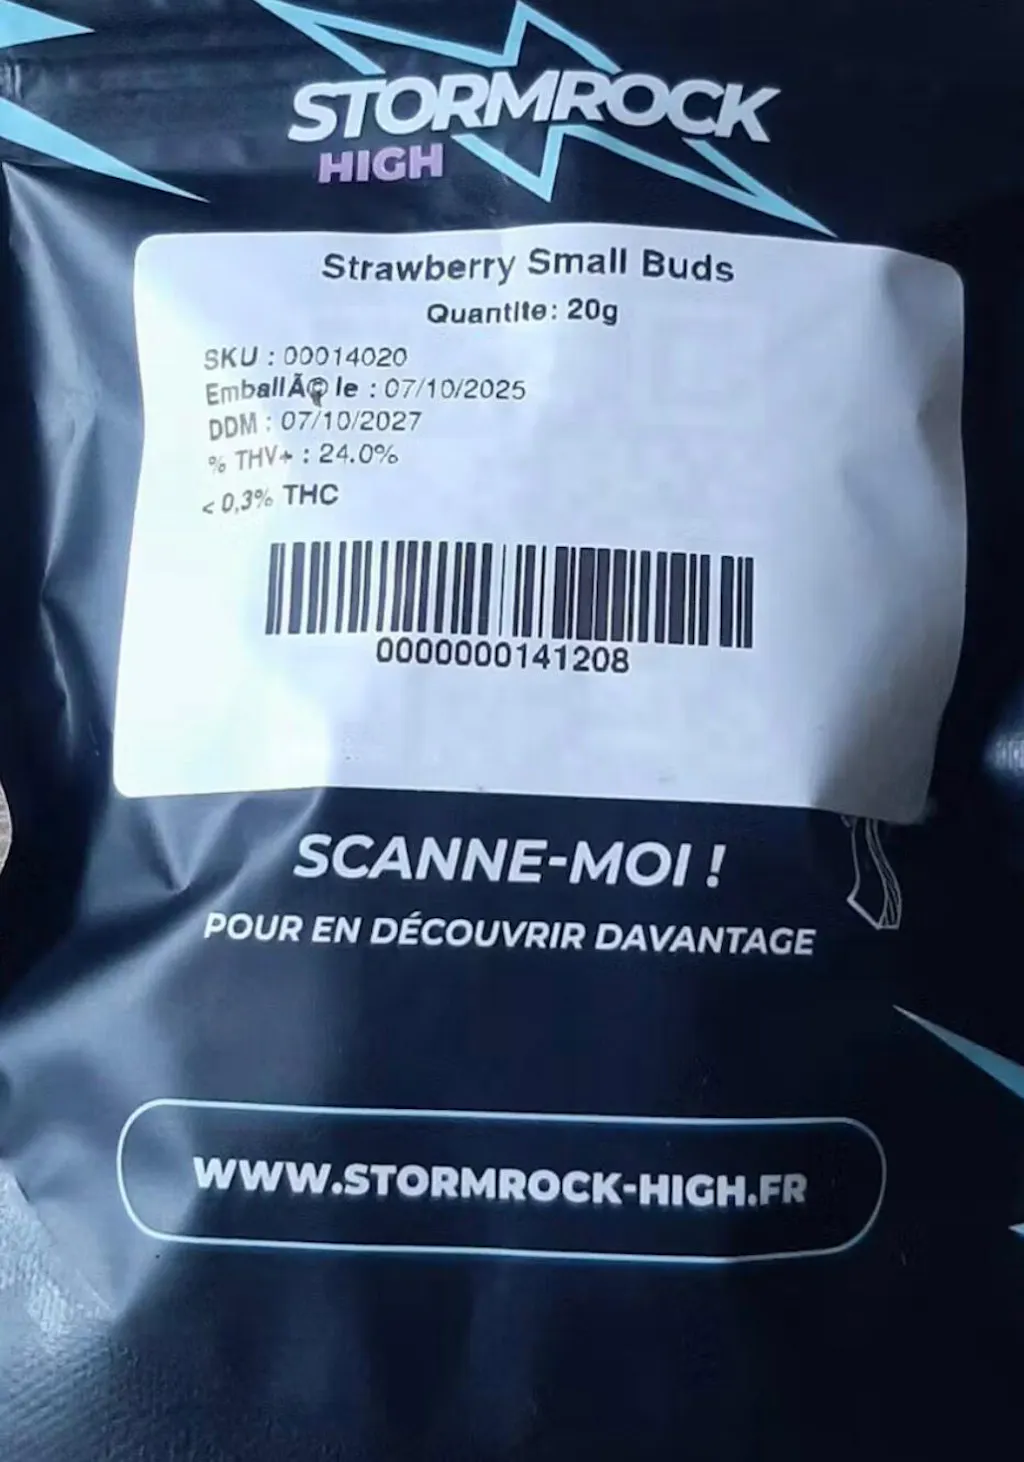 STORMROCK
HIGH
Strawberry Small Buds
Quantite: 20g
SKU : 00014020
EmballÃ© le : 07/10/2025
DDM : 07/10/2027
% THV+ : 24.0%
< 0,3% THC
0000000141208
SCANNE-MOI !
POUR EN DÉCOUVRIR DAVANTAGE
WWW.STORMROCK-HIGH.FR